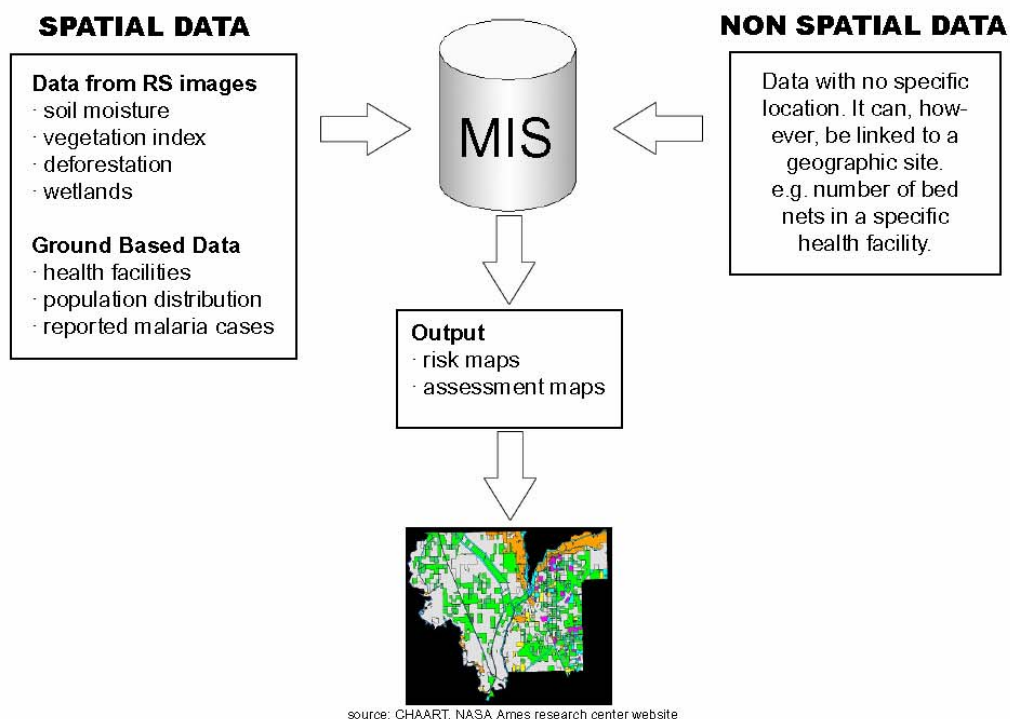 SPATIAL DATA
Data from RS images
· soil moisture
· vegetation index
· deforestation
· wetlands
Ground Based Data
· health facilities
· population distribution
· reported malaria cases
MIS
NON SPATIAL DATA
Data with no specific
location. It can, how-
ever, be linked to a
geographic site.
e.g. number of bed
nets in a specific
health facility.
Output
· risk maps
· assessment maps
source: CHAART, NASA Ames research center website